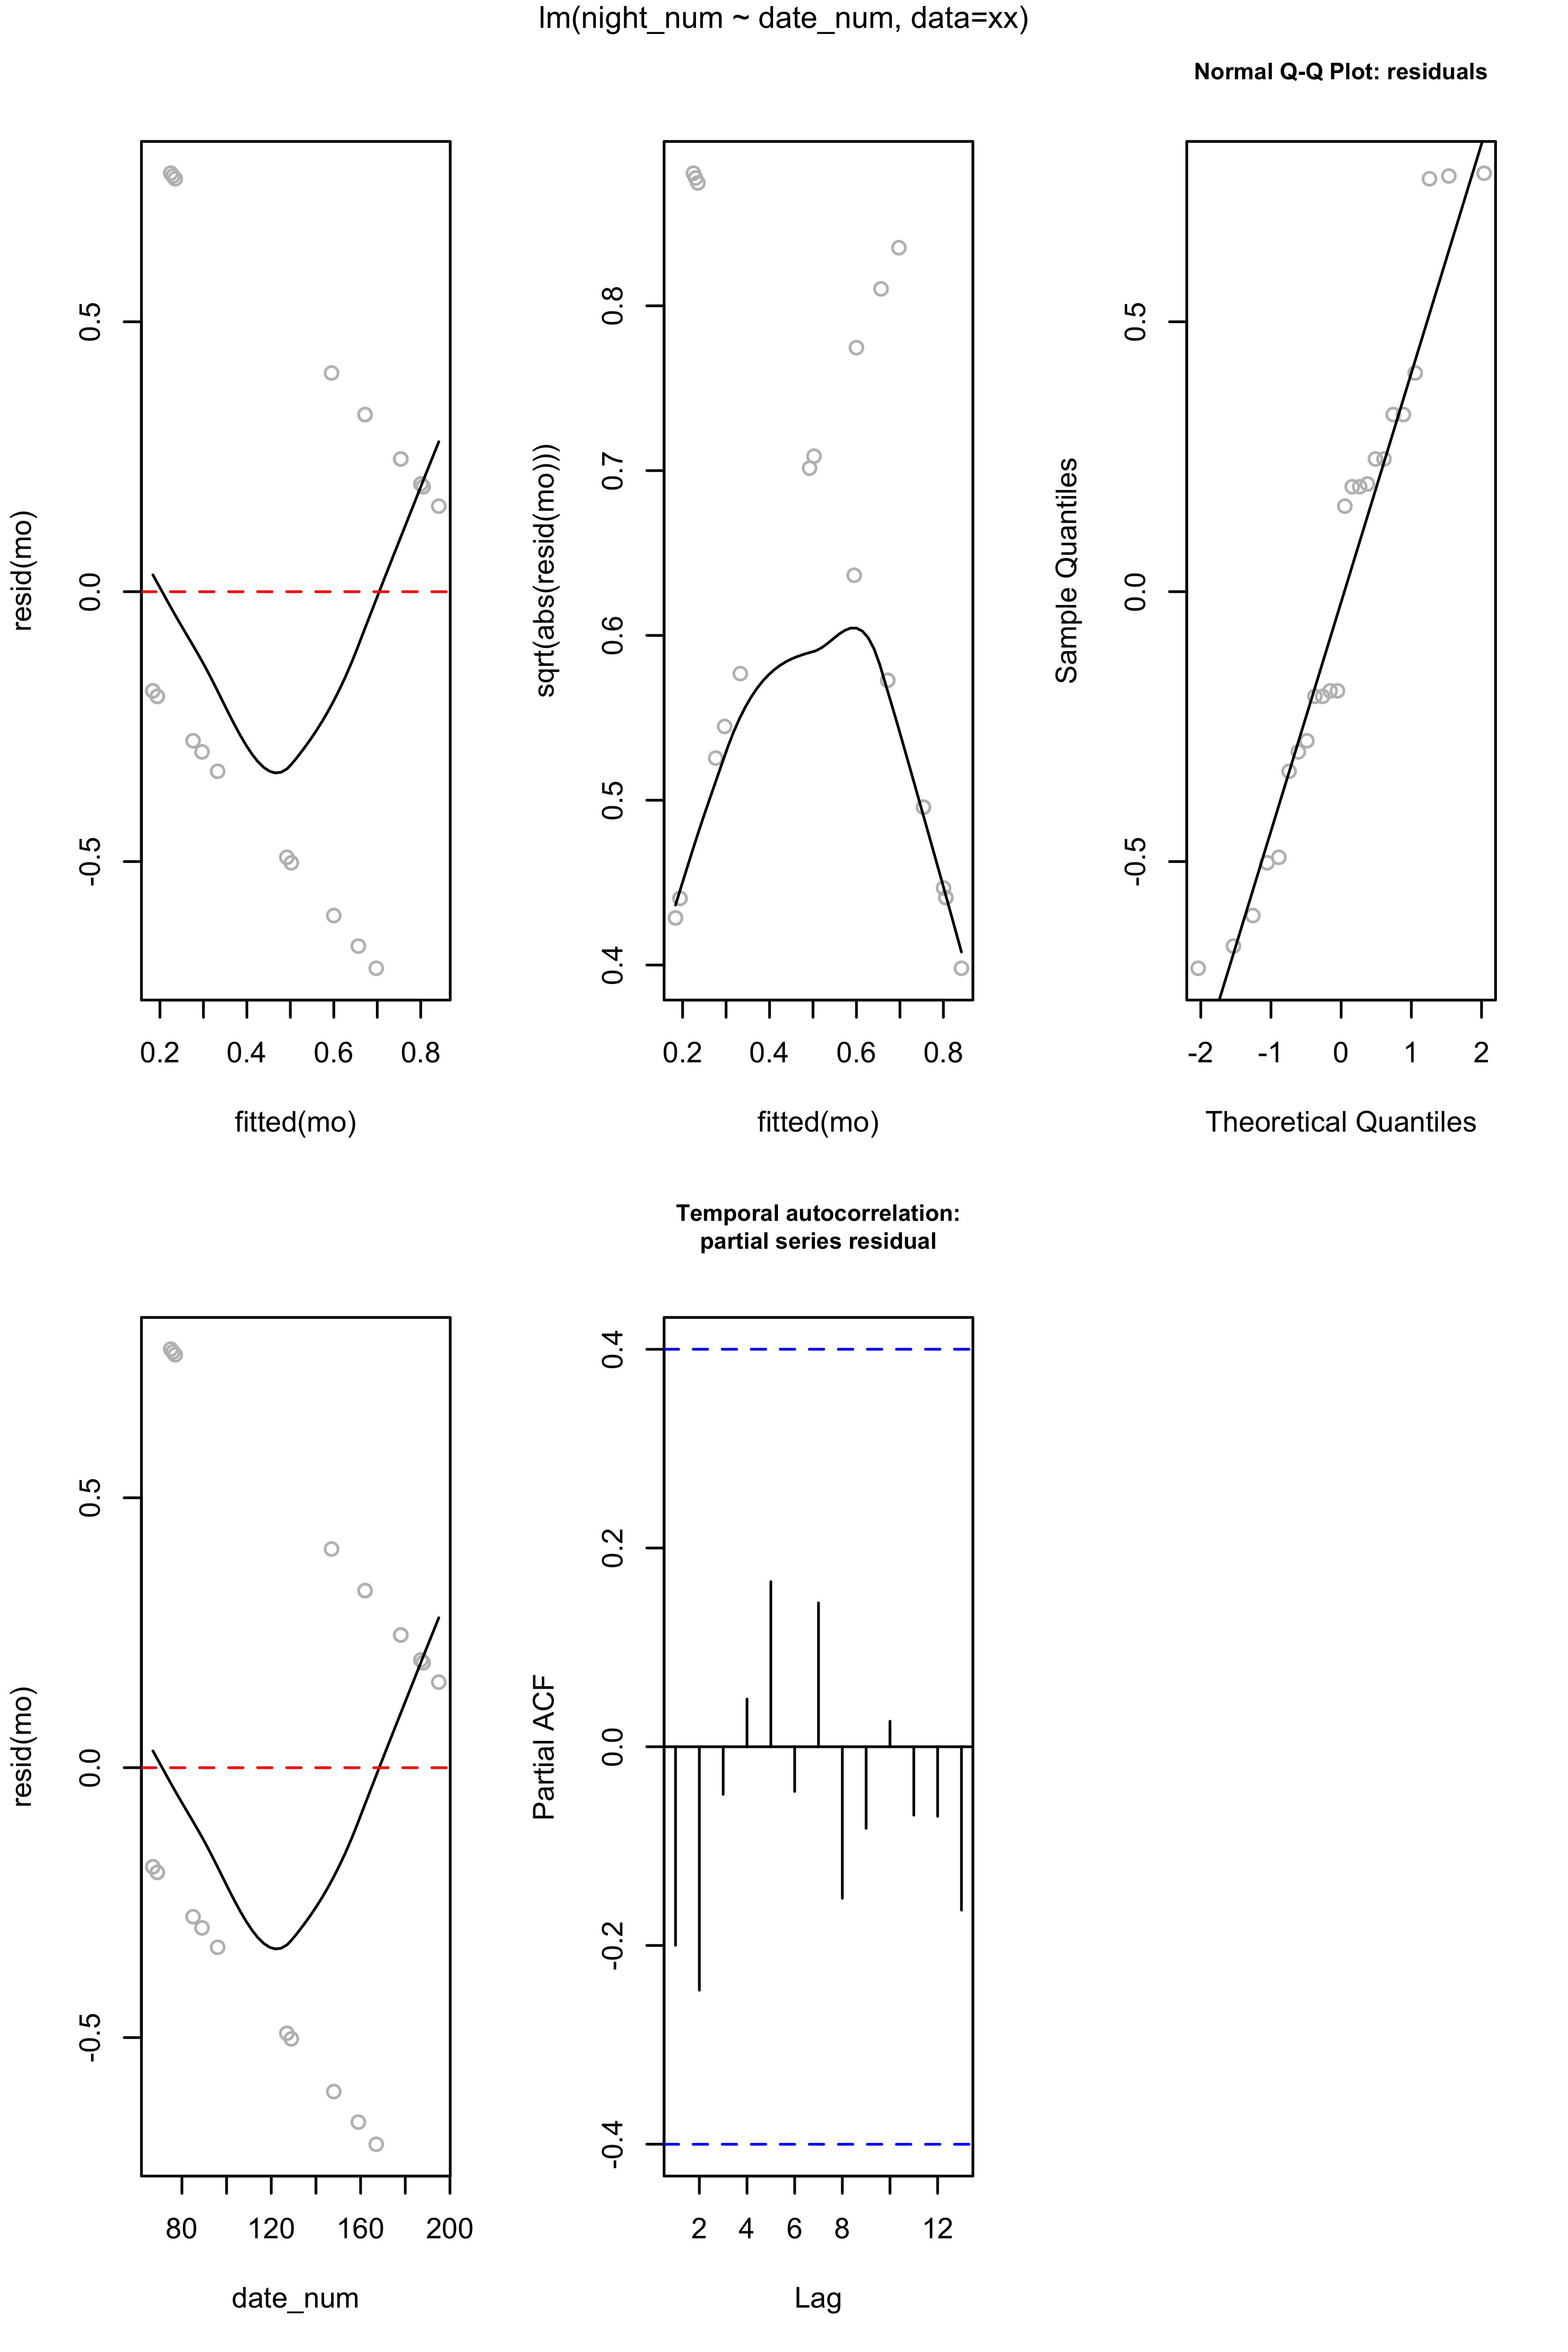 lm(night_num ~ date_num, data=xx)
resid(mo)
0.5
0.0
-0.5
0.2 0.4 0.6 0.8
fitted(mo)
sqrt(abs(resid(mo)))
0.8
0.7
0.6
0.5
0.4
0.2 0.4 0.6 0.8
fitted(mo)
Normal Q-Q Plot: residuals
Sample Quantiles
0.5
0.0
-0.5
-2 -1 0 1 2
Theoretical Quantiles
resid(mo)
0.5
0.0
-0.5
80 120 160 200
date_num
Temporal autocorrelation:
partial series residual
Partial ACF
0.4
0.2
0.0
-0.2
-0.4
2 4 6 8 12
Lag